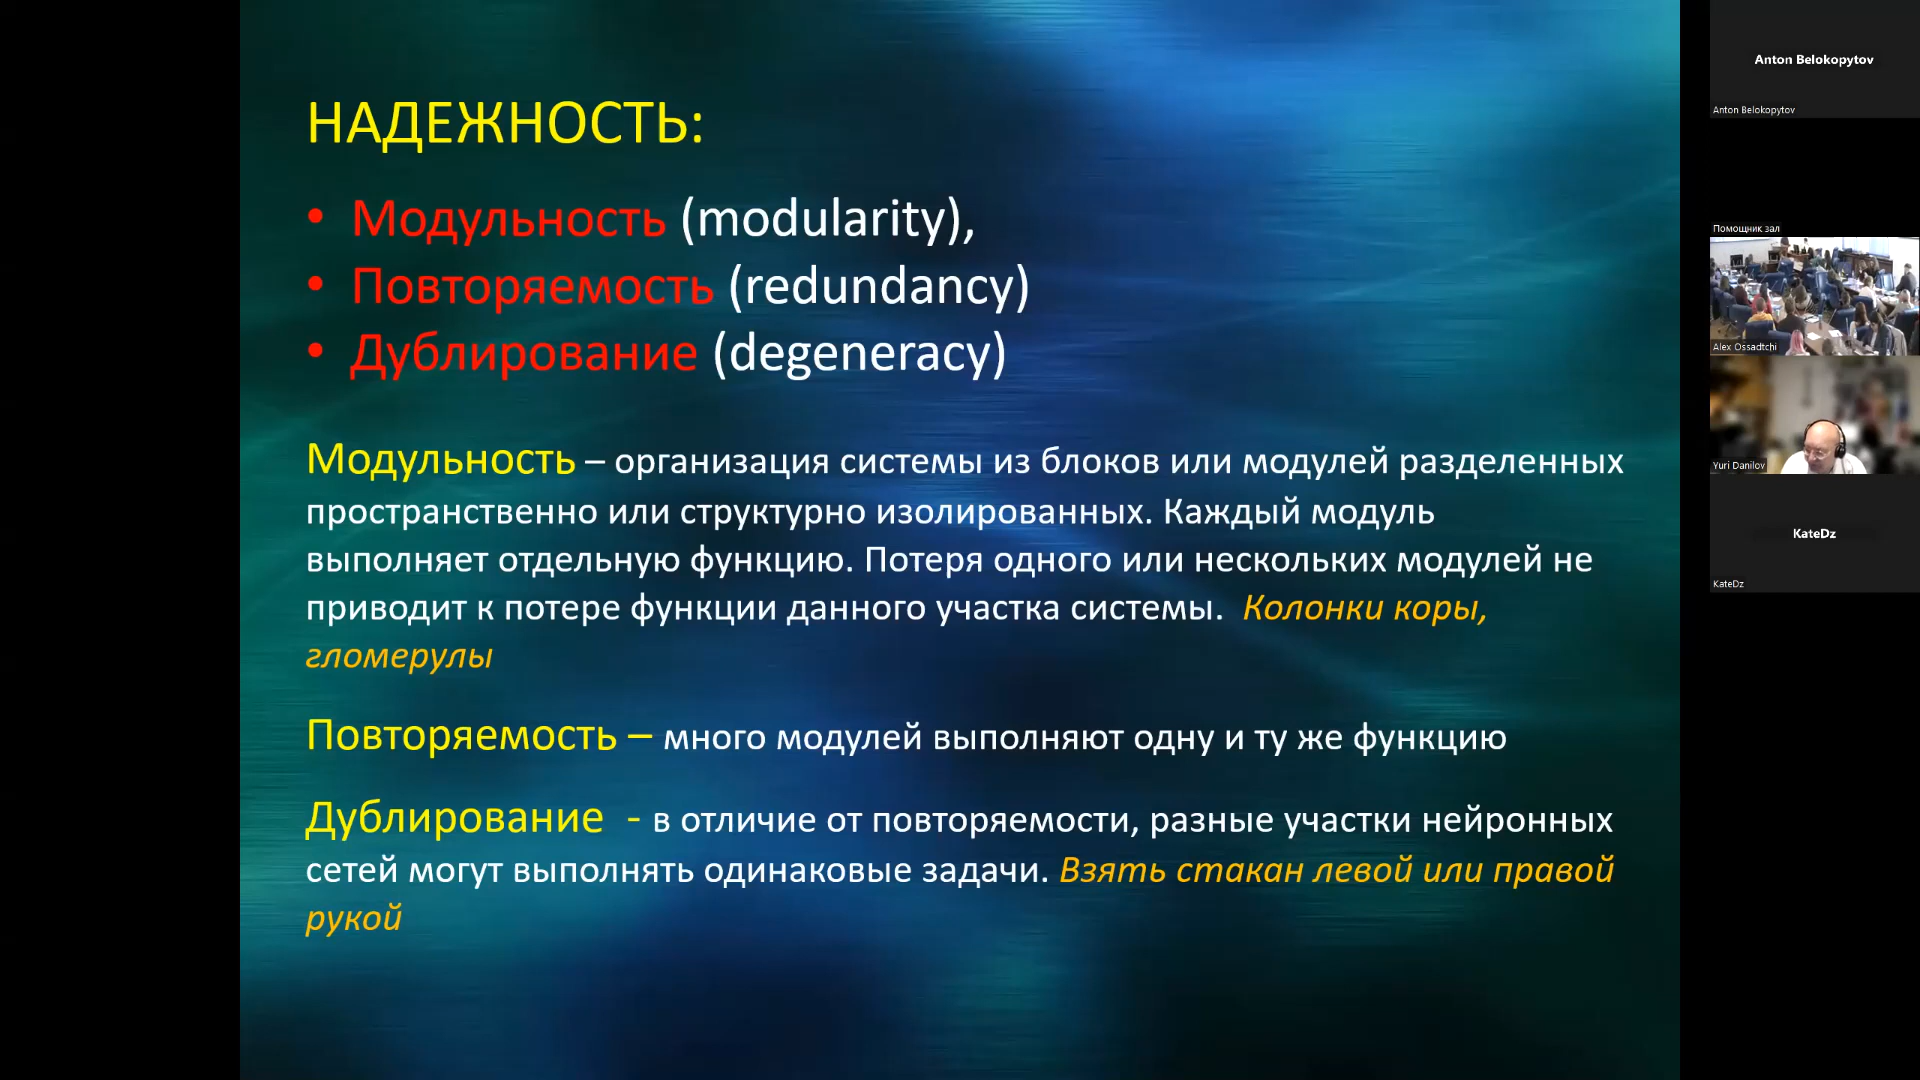 НАДЕЖНОСТЬ:
• Модульность (modularity),
• Повторяемость (redundancy)
• Дублирование (degeneracy)
Модульность – организация системы из блоков или модулей разделенных
пространственно или структурно изолированных. Каждый модуль
выполняет отдельную функцию. Потеря одного или нескольких модулей не
приводит к потере функции данного участка системы. Колонки коры,
гломерулы
Повторяемость – много модулей выполняют одну и ту же функцию
Дублирование - в отличие от повторяемости, разные участки нейронных
сетей могут выполнять одинаковые задачи. Взять стакан левой или правой
рукой
Anton Belokopytov
Anton Belokopytov
Помощник зал
Alex Ossadtchi
Yuri Danilov
KateDz
KateDz